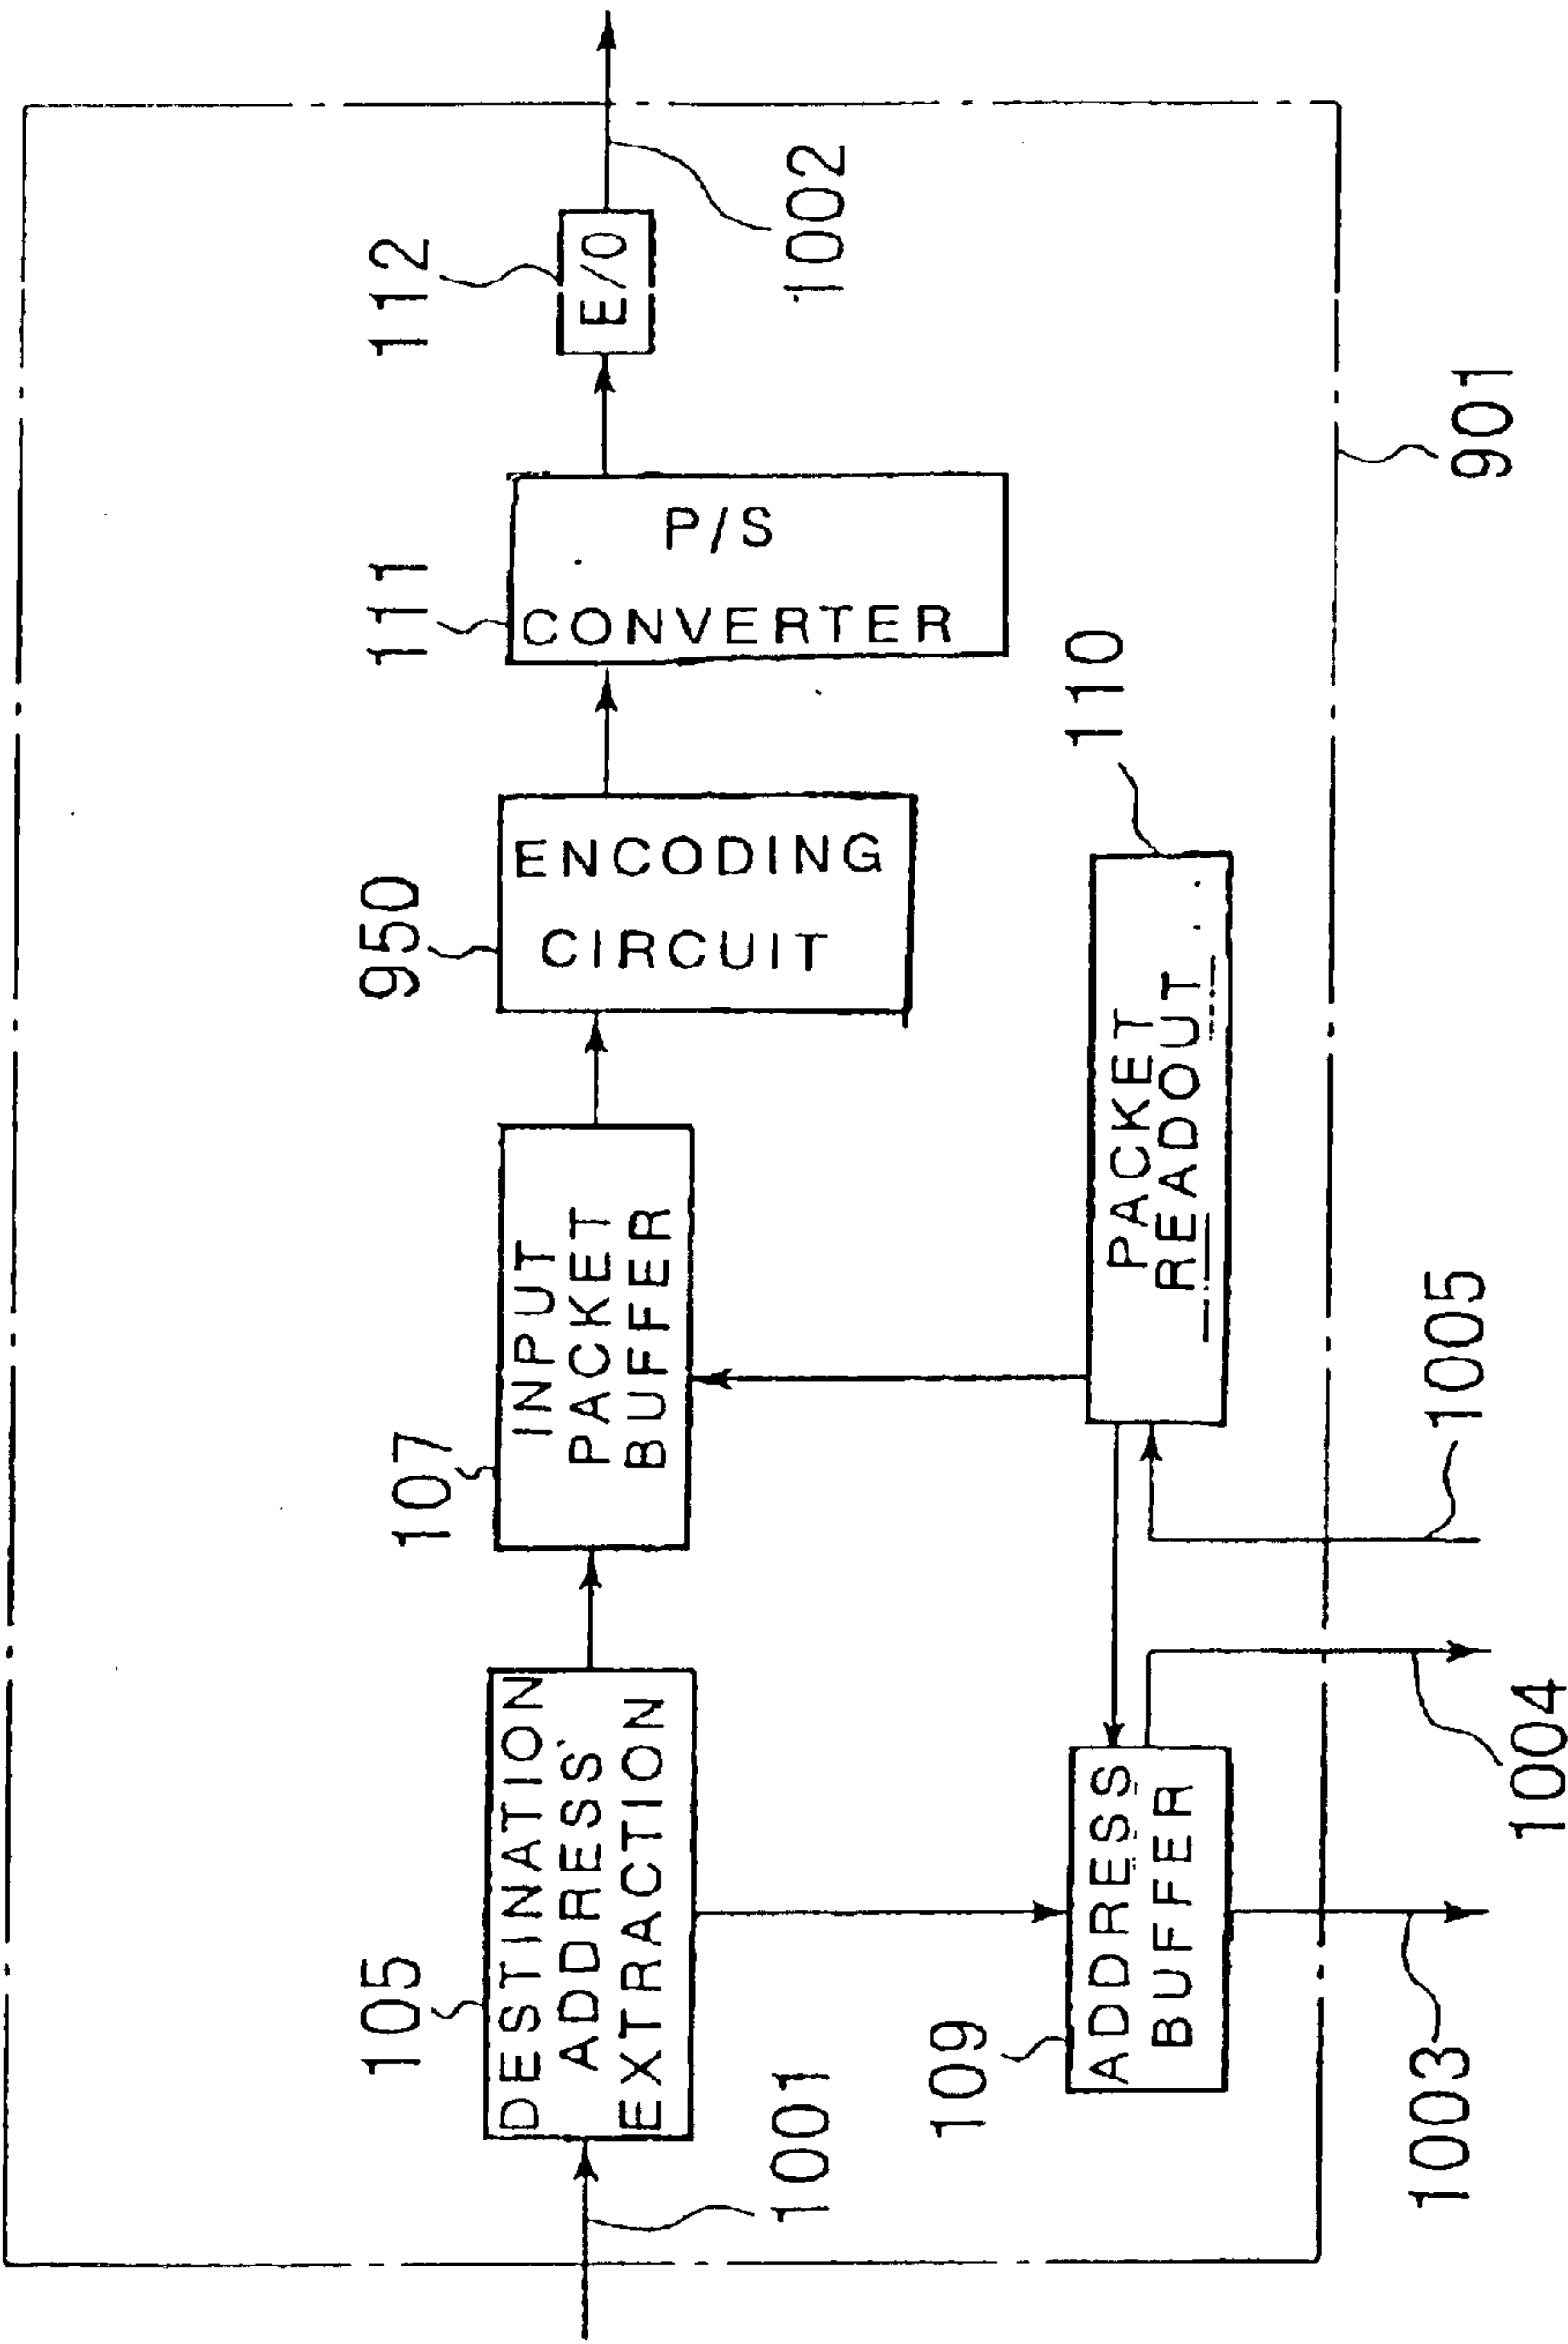 105
DESTINATION
ADDRESS
EXTRACTION
107
INPUT
PACKET
BUFFER
950
ENCODING
CIRCUIT
111
P/S
CONVERTER
112
E/O
1001
1002
109
ADDRESS
BUFFER
110
PACKET
READOUT
1003
1004
1005
901